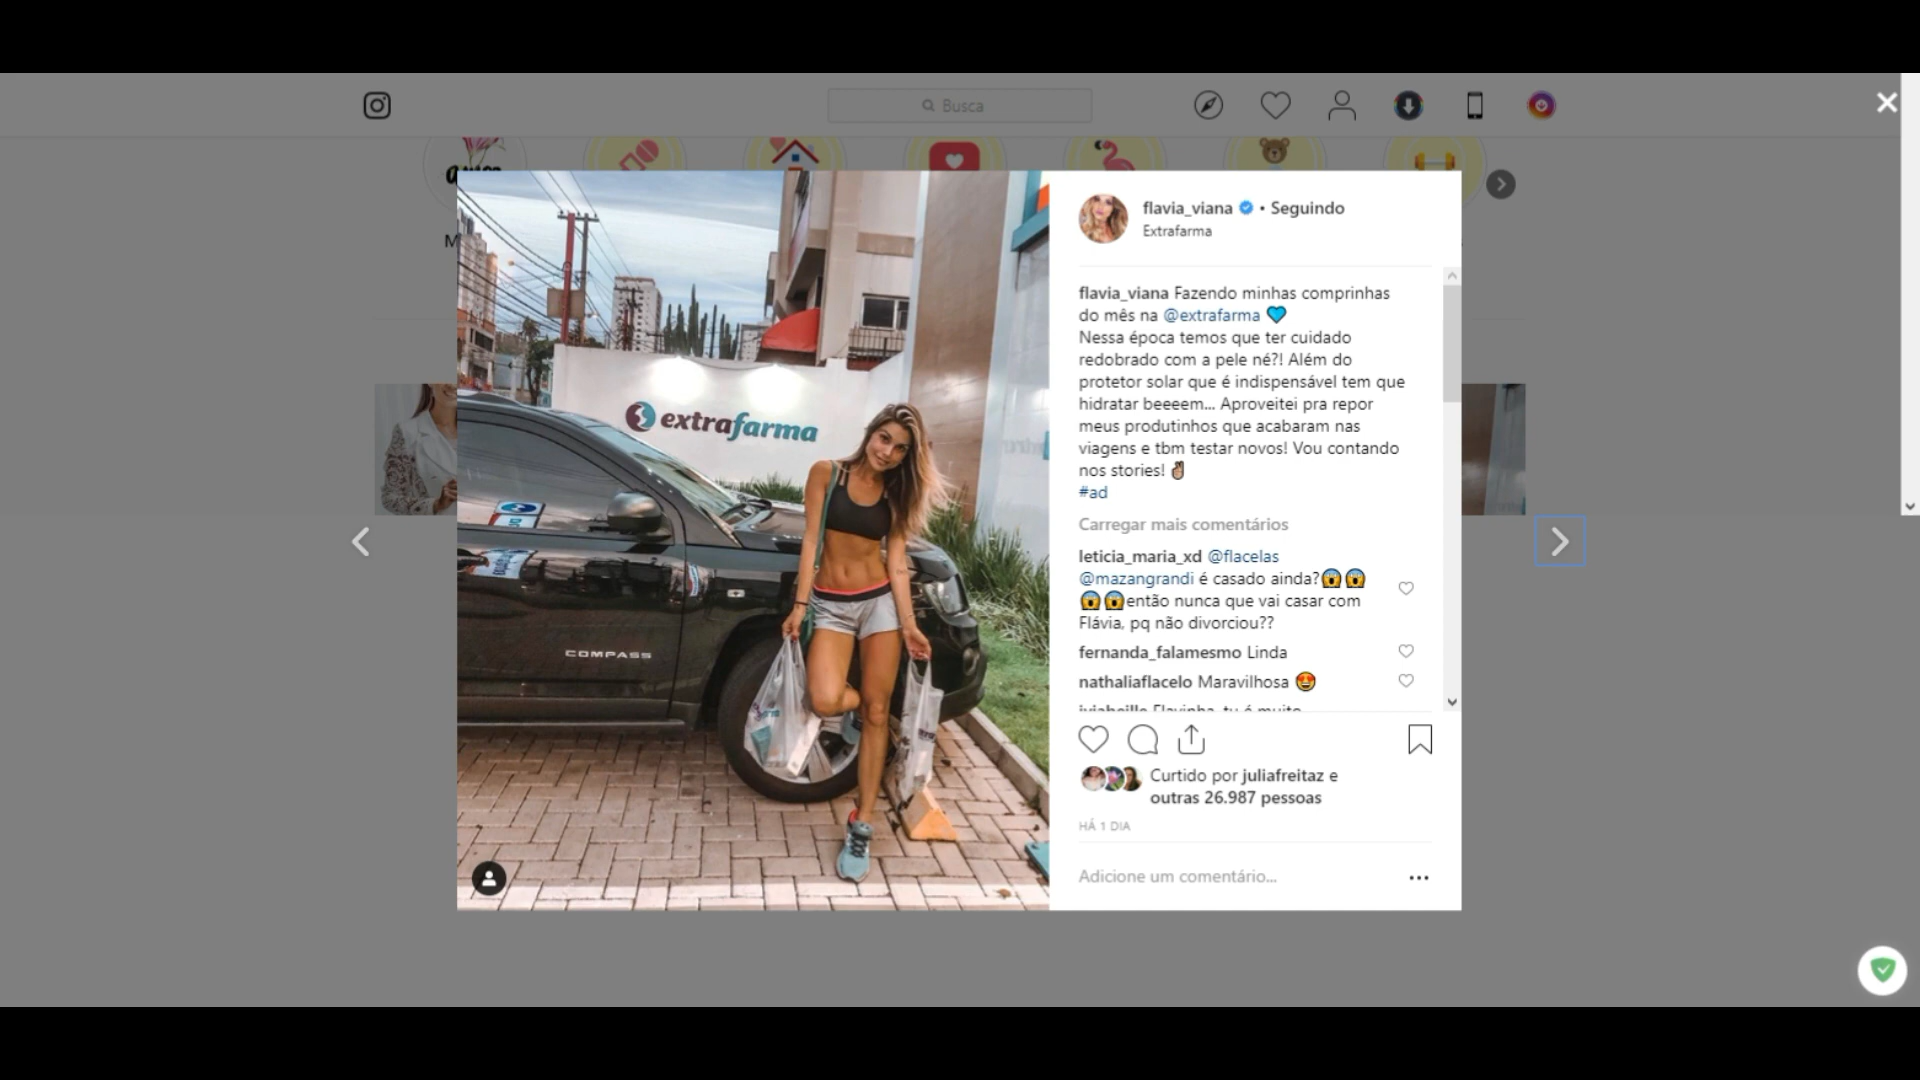 Busca
flavia_viana • Seguindo
Extrafarma
extrafarma
COMPASS
flavia_viana Fazendo minhas comprinhas
do mês na @extrafarma 💙
Nessa época temos que ter cuidado
redobrado com a pele né?! Além do
protetor solar que é indispensável tem que
hidratar beeeem... Aproveitei pra repor
meus produtinhos que acabaram nas
viagens e tbm testar novos! Vou contando
nos stories! ✌🏽
#ad
Carregar mais comentários
leticia_maria_xd @flacelas
@mazangrandi é casado ainda?😱😱
😱😱então nunca que vai casar com
Flávia, pq não divorciou??
fernanda_falamesmo Linda
nathaliaflacelo Maravilhosa 😍
Flavinha, tu é muito
Curtido por juliafreitaz e
outras 26.987 pessoas
HÁ 1 DIA
Adicione um comentário...